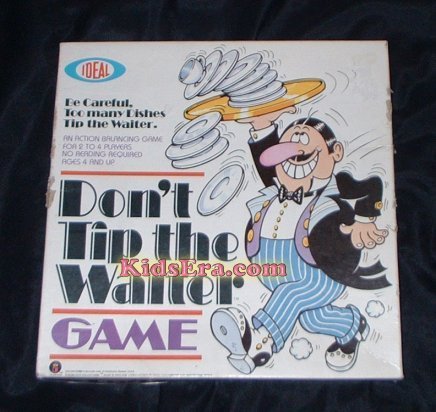 IDEAL
Be Careful,
Too many Dishes
Tip the Waiter.
AN ACTION BALANCING GAME
FOR 2 TO 4 PLAYERS
NO READING REQUIRED
AGES 4 AND UP
Don't
Tip the
KidsEra.com
Waiter
GAME